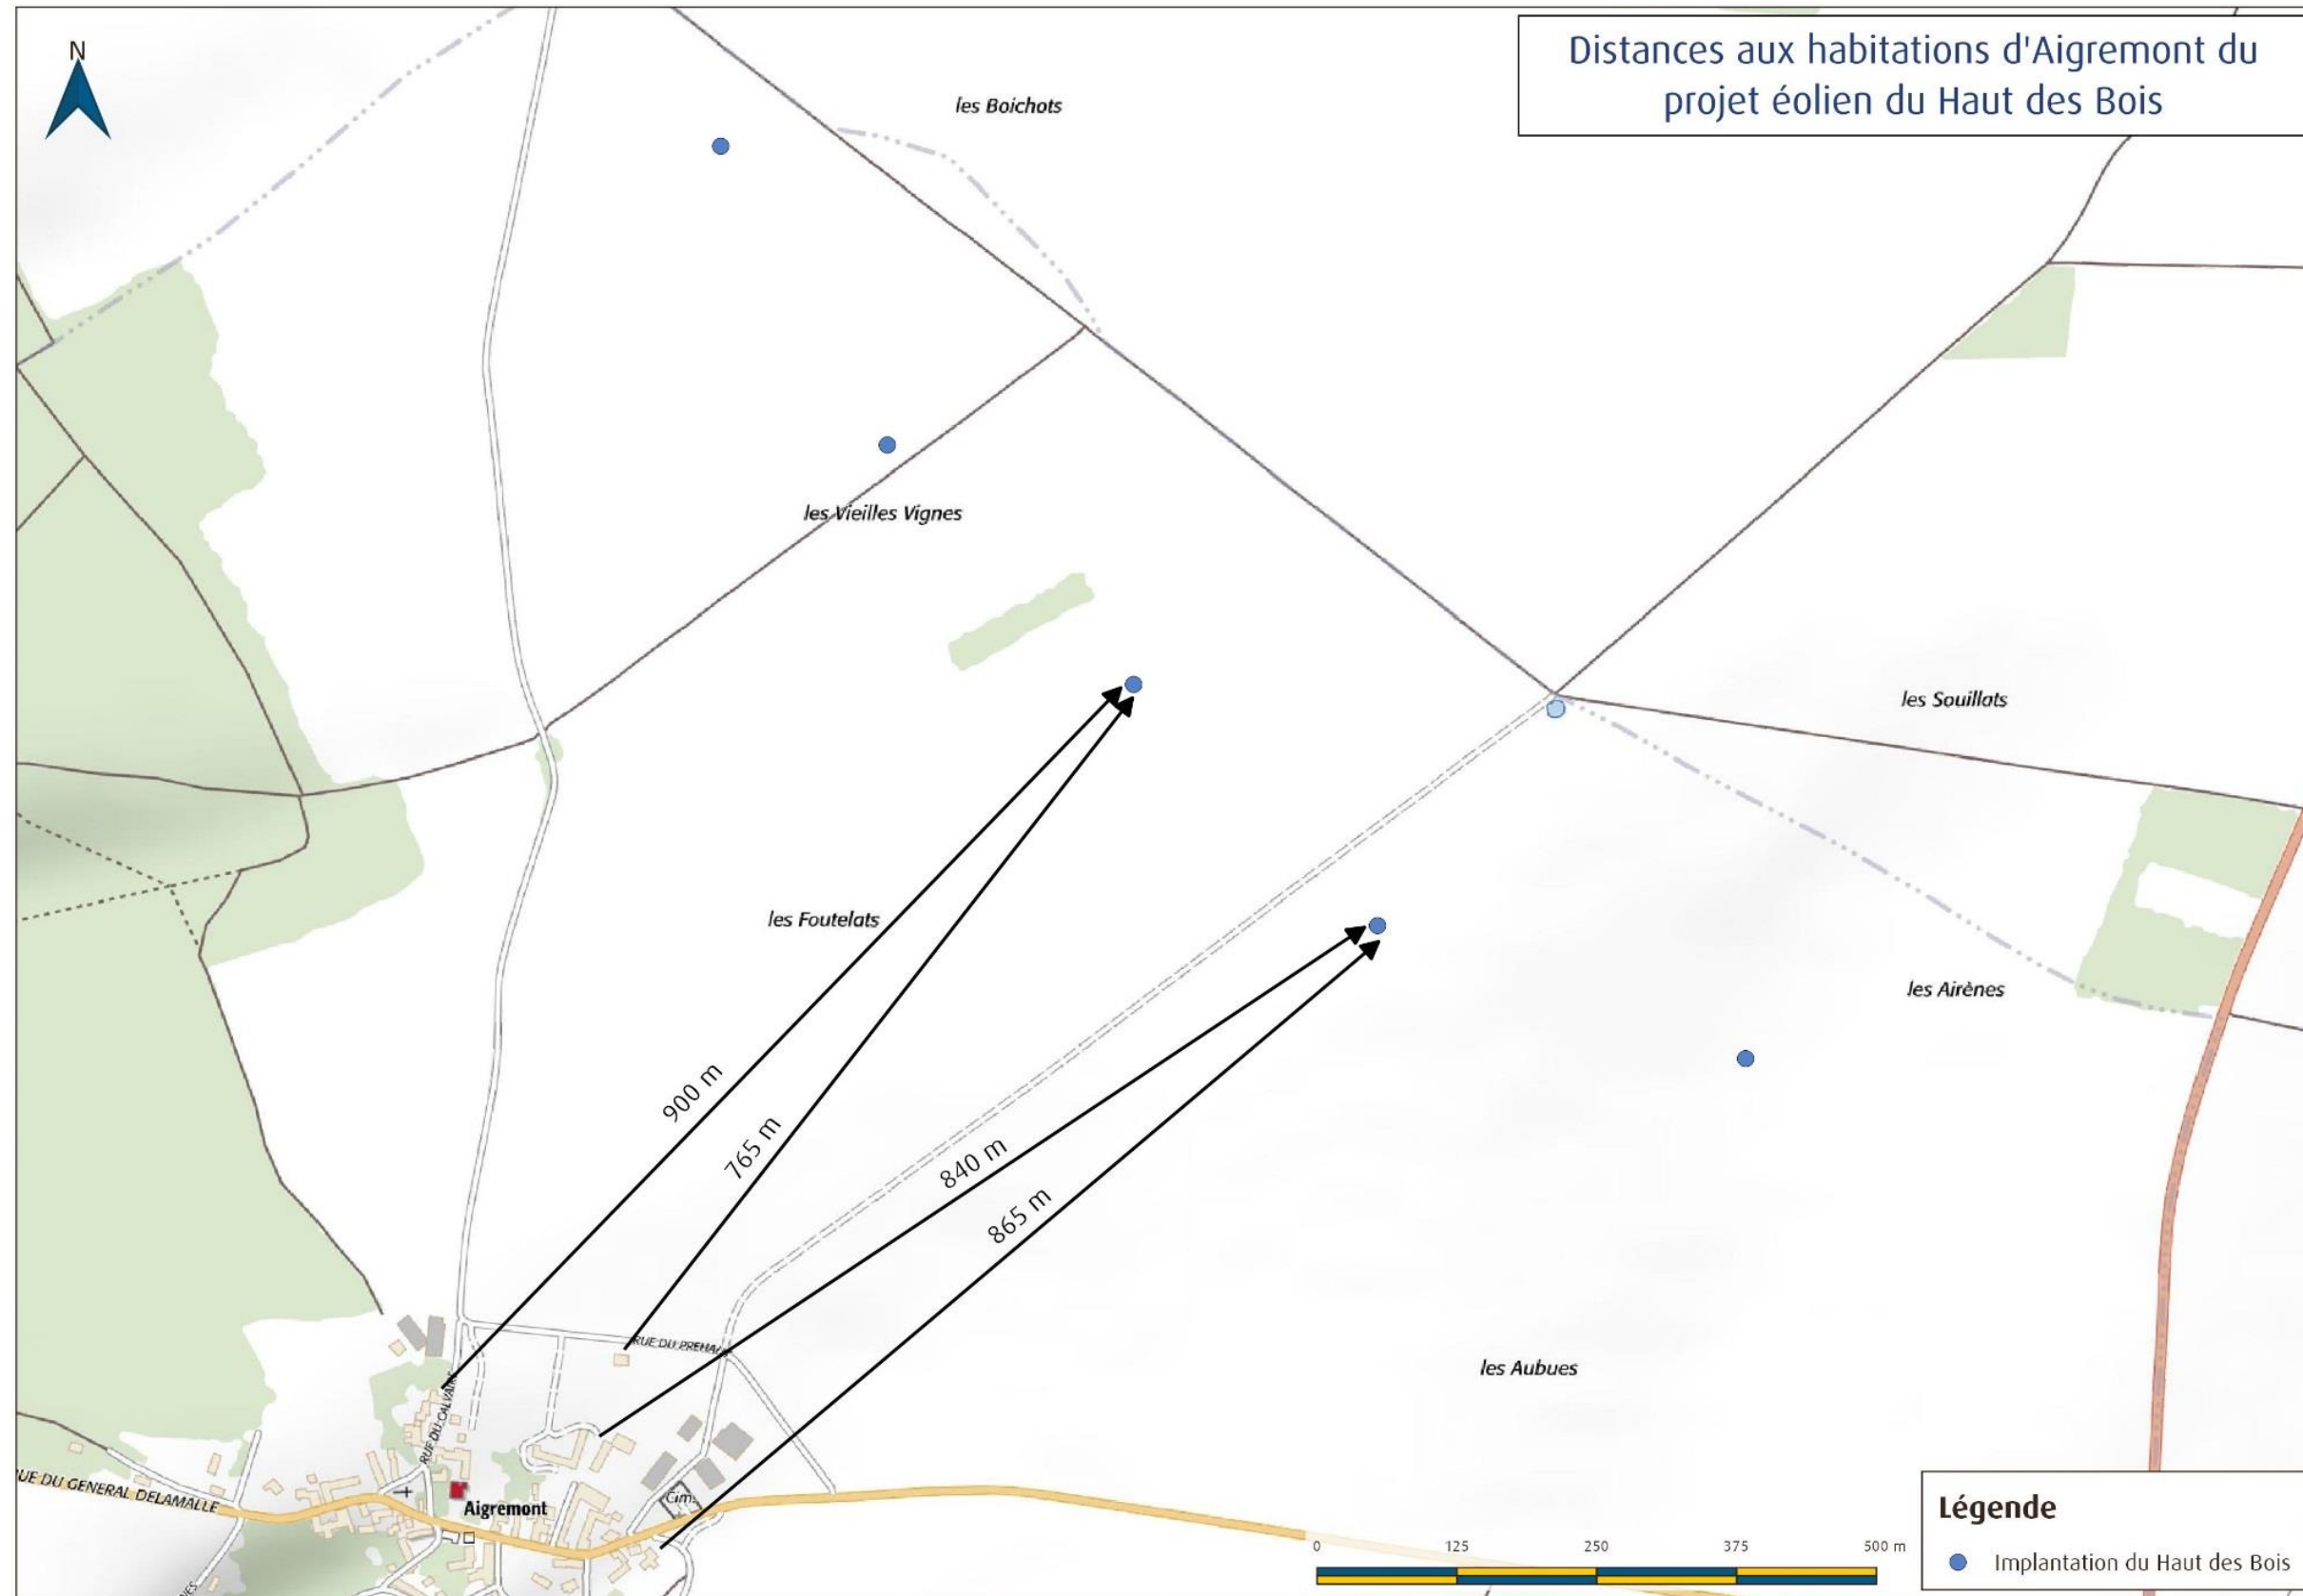 N
Distances aux habitations d'Aigremont du
projet éolien du Haut des Bois
les Boichots
les Vieilles Vignes
les Souillats
les Foutelats
les Airènes
900 m
765 m
840 m
865 m
RUE DU
les Aubues
RUE DU CALVAIRE
UE DU GENERAL DELAMALLE
Aigremont
Cim.
0 125 250 375 500 m
Légende
Implantation du Haut des Bois